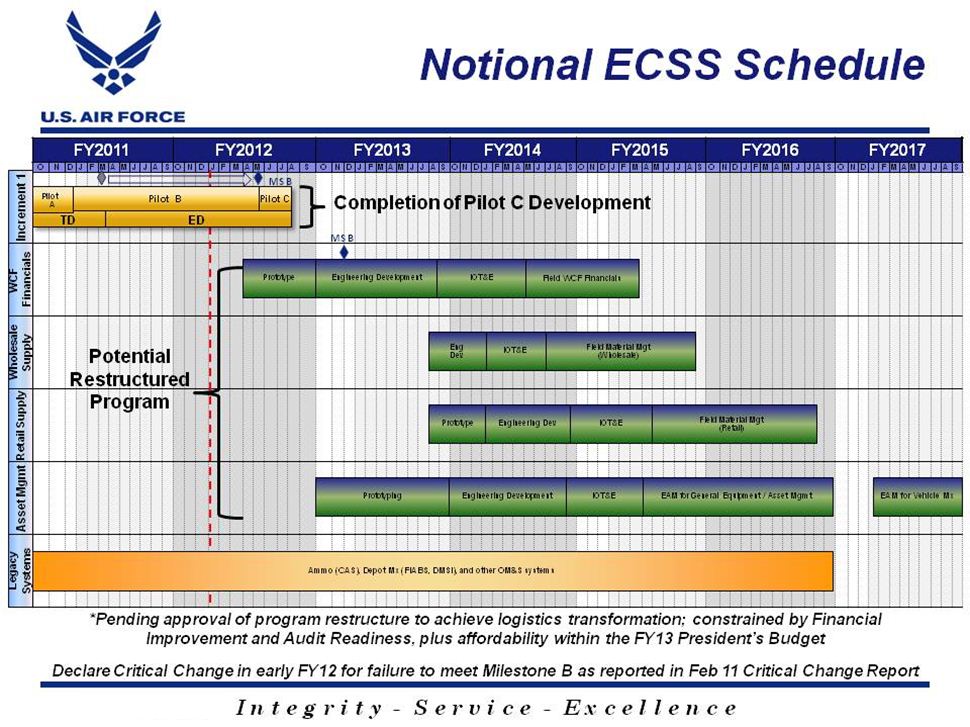 Notional ECSS Schedule
U.S. AIR FORCE
FY2011 FY2012 FY2013 FY2014 FY2015 FY2016 FY2017
O N D J F M A M J J A S O N D J F M A M J J A S O N D J F M A M J J A S O N D J F M A M J J A S O N D J F M A M J J A S O N D J F M A M J J A S O N D J F M A M J J A S
Increment 1
MS B
Pilot
A
Pilot B
Pilot C
TD
ED
Completion of Pilot C Development
WCF
Financials
MS B
Prototype
Engineering Development
IOT&E
Field WCF Financials
Wholesale
Supply
Eng
Dev
IOT&E
Field Material Mgt
(Wholesale)
Potential
Restructured
Program
Retail Supply
Prototype
Engineering Dev
IOT&E
Field Material Mgt
(Retail)
Asset Mgmt
Prototyping
Engineering Development
IOT&E
EAM for General Equipment / Asset Mgmt
EAM for Vehicle Mx
Legacy
Systems
Ammo (CAS), Depot Mx (FIABS, DMSI), and other OM&S systems
*Pending approval of program restructure to achieve logistics transformation; constrained by Financial
Improvement and Audit Readiness, plus affordability within the FY13 President's Budget
Declare Critical Change in early FY12 for failure to meet Milestone B as reported in Feb 11 Critical Change Report
Integrity - Service - Excellence